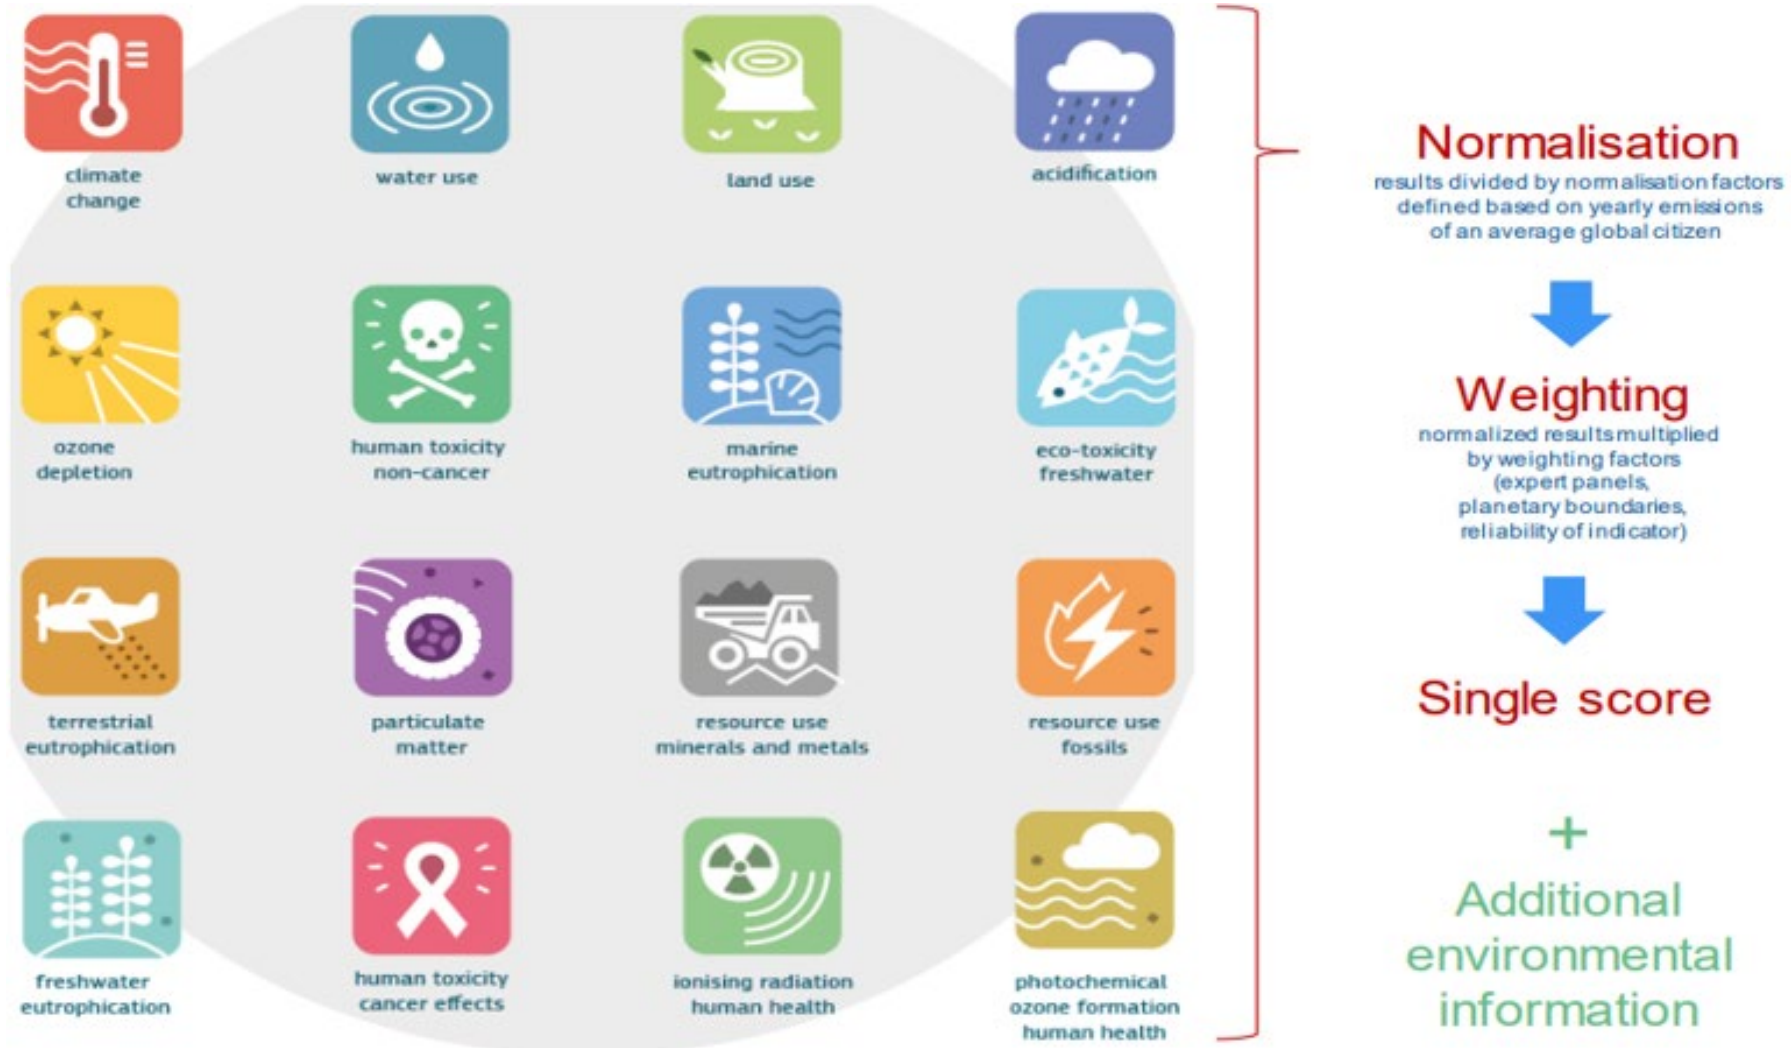 climate
change
water use
land use
acidification
ozone
depletion
human toxicity
non-cancer
marine
eutrophication
eco-toxicity
freshwater
terrestrial
eutrophication
particulate
matter
resource use
minerals and metals
resource use
fossils
freshwater
eutrophication
human toxicity
cancer effects
ionising radiation
human health
photochemical
ozone formation
human health
Normalisation
results divided by normalisation factors
defined based on yearly emissions
of an average global citizen
Weighting
normalized results multiplied
by weighting factors
(expert panels,
planetary boundaries,
reliability of indicator)
Single score
+
Additional
environmental
information